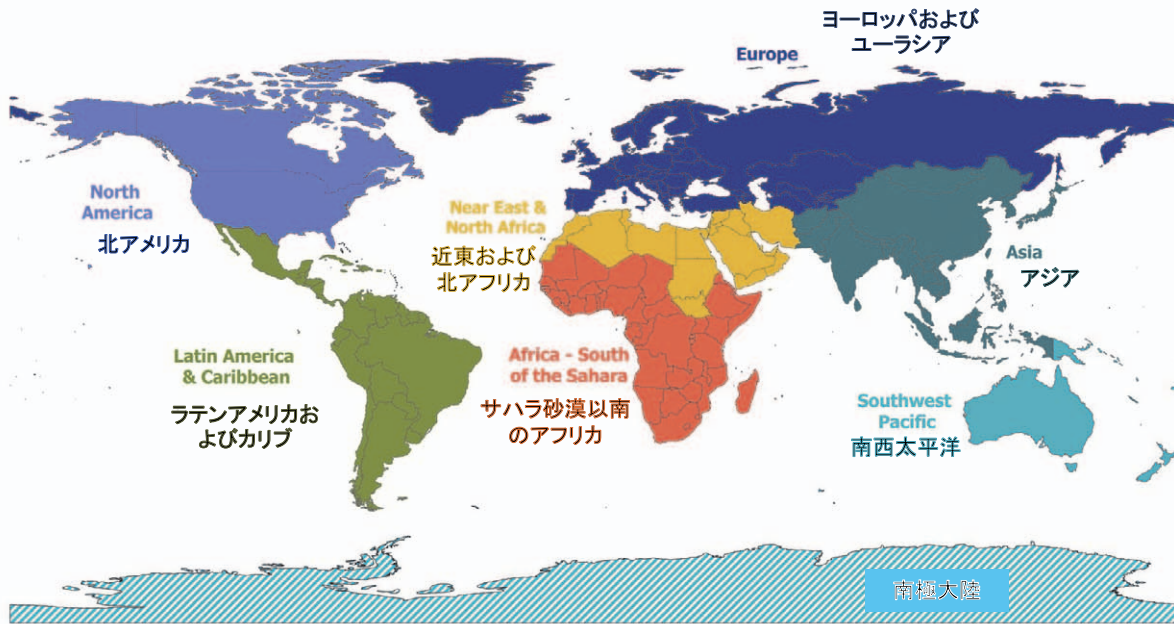 ヨーロッパおよび
ユーラシア
Europe
North
America
北アメリカ
Near East &
North Africa
近東および
北アフリカ
Asia
アジア
Latin America
& Caribbean
ラテンアメリカお
よびカリブ
Africa - South
of the Sahara
サハラ砂漠以南
のアフリカ
Southwest
Pacific
南西太平洋
南極大陸